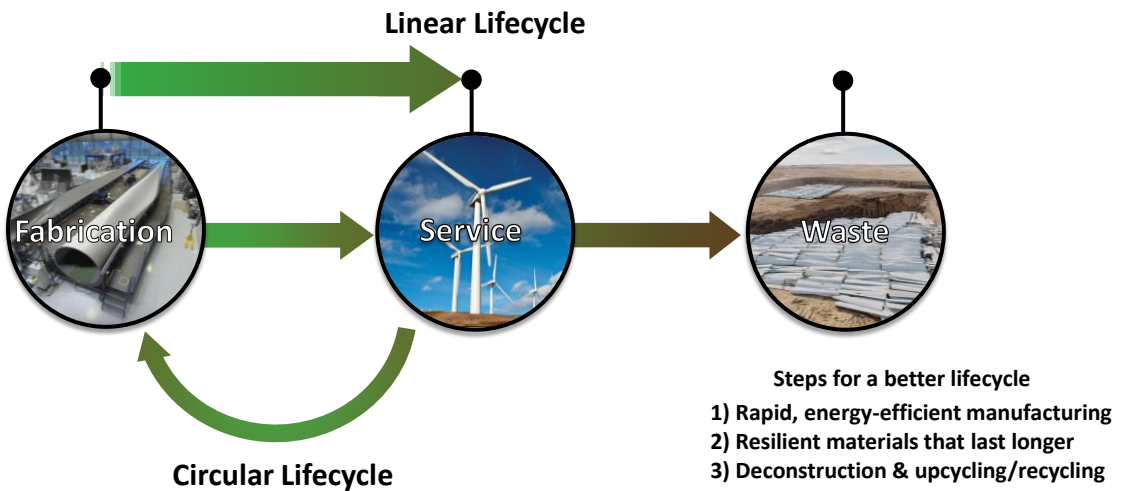 Linear Lifecycle
Fabrication
Service
Waste
Circular Lifecycle
Steps for a better lifecycle
1) Rapid, energy-efficient manufacturing
2) Resilient materials that last longer
3) Deconstruction & upcycling/recycling